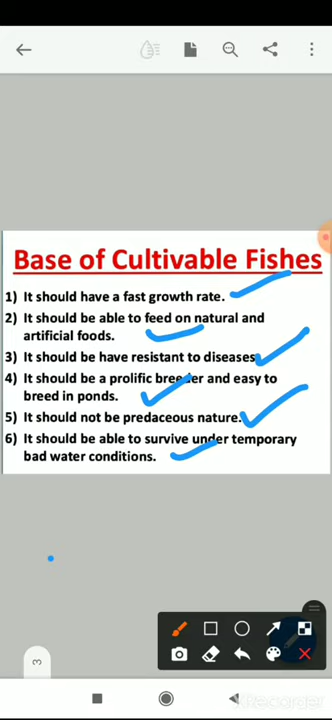 Base of Cultivable Fishes
1) It should have a fast growth rate.
2) It should be able to feed on natural and
artificial foods.
3) It should be have resistant to diseases
4) It should be a prolific breeder and easy to
breed in ponds.
5) It should not be predaceous nature.
6) It should be able to survive under temporary
bad water conditions.
3
Recorder